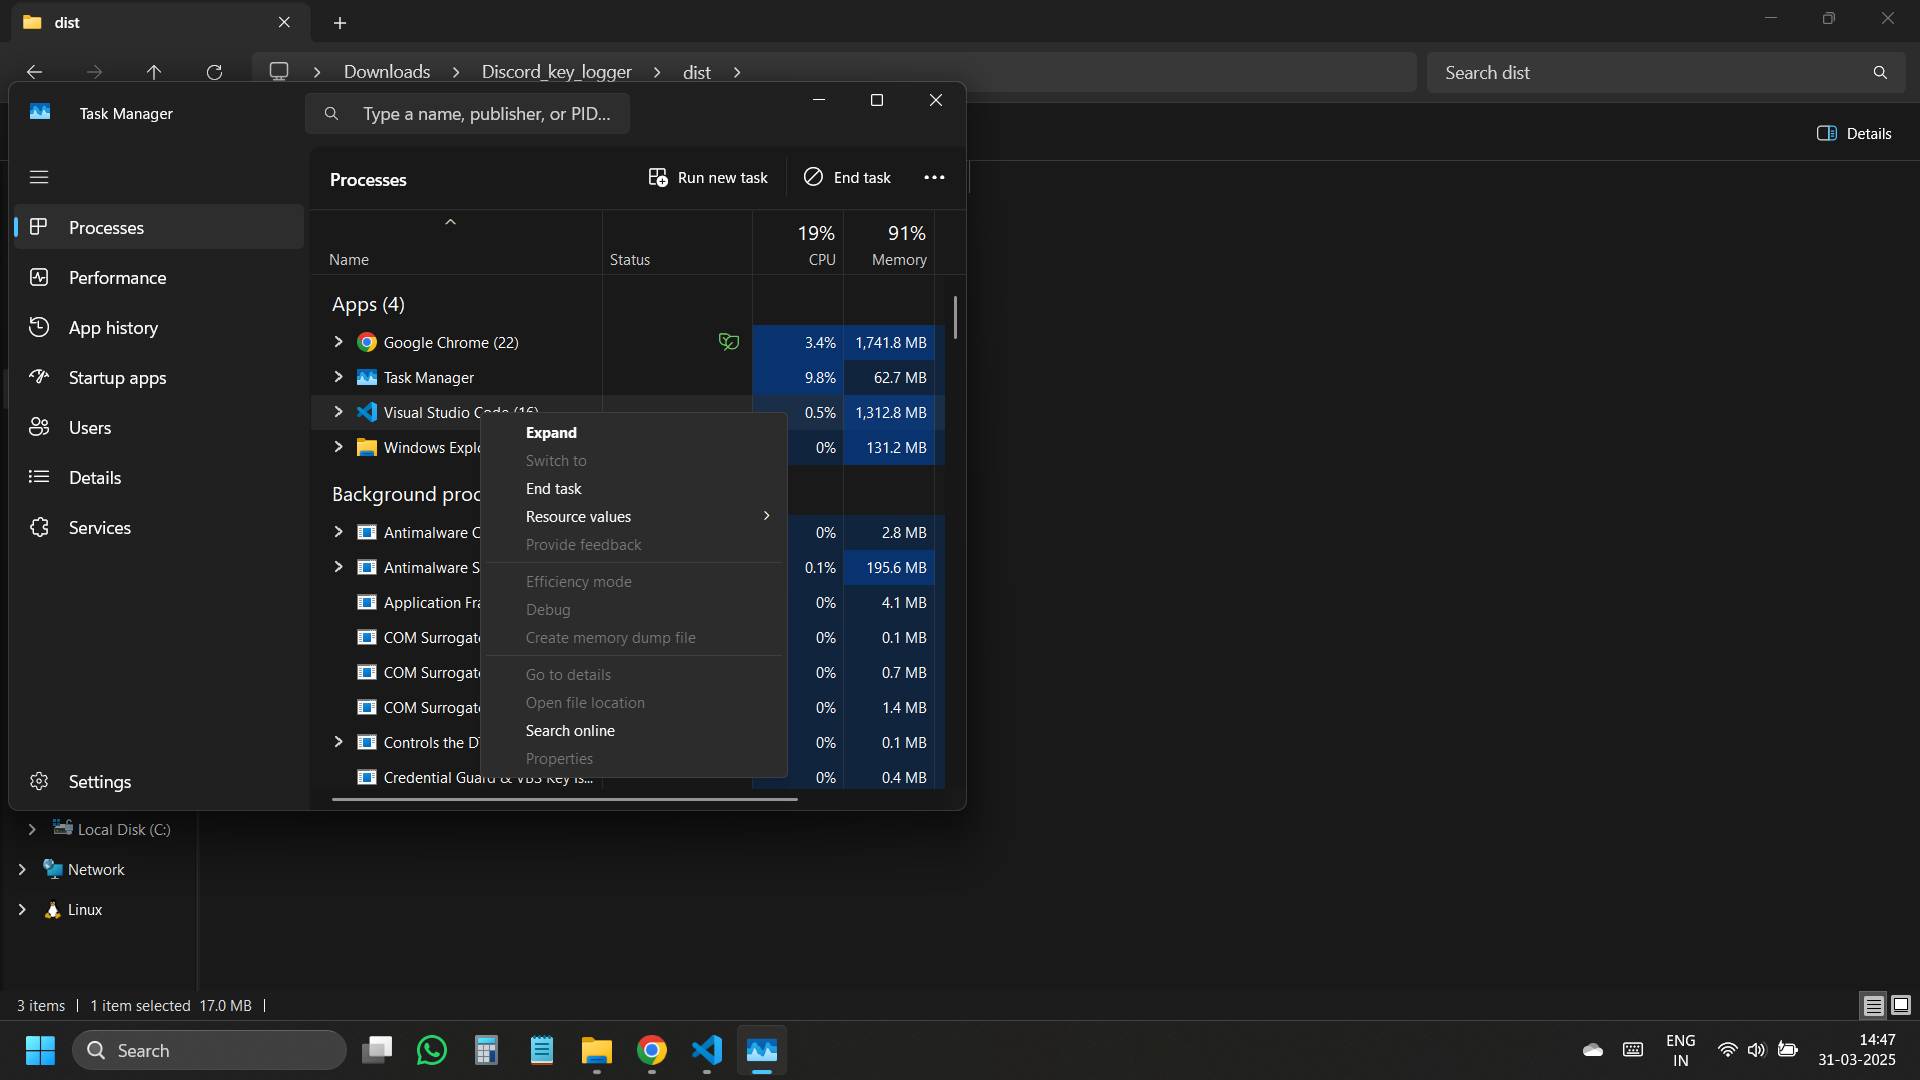 dist
Downloads
Discord_key_logger
dist
Search dist
Details
Task Manager
Type a name, publisher, or PID...
Processes
Run new task
End task
Processes
Performance
App history
Startup apps
Users
Details
Services
Settings
19%
91%
Name
Status
CPU
Memory
Apps (4)
Google Chrome (22)
3.4%
1,741.8 MB
Task Manager
9.8%
62.7 MB
Visual Studio Code (16)
0.5%
1,312.8 MB
Windows Explo
0%
131.2 MB
Background proc
Antimalware C
0%
2.8 MB
Antimalware S
0.1%
195.6 MB
Application Fra
0%
4.1 MB
COM Surrogate
0%
0.1 MB
COM Surrogate
0%
0.7 MB
COM Surrogate
0%
1.4 MB
Controls the DT
0%
0.1 MB
Credential Guard & VBS Key Is...
0%
0.4 MB
Expand
Switch to
End task
Resource values
Provide feedback
Efficiency mode
Debug
Create memory dump file
Go to details
Open file location
Search online
Properties
Local Disk (C:)
Network
Linux
3 items
1 item selected 17.0 MB
Search
ENG
IN
14:47
31-03-2025